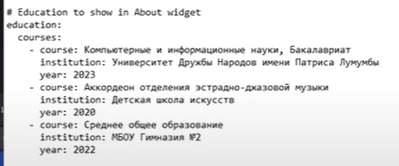 # Education to show in About widget
education:
courses:
- course: Компьютерные и информационные науки, Бакалавриат
institution: Университет Дружбы Народов имени Патриса Лумумбы
year: 2023
- course: Аккордеон отделения эстрадно-джазовой музыки
institution: Детская школа искусств
year: 2020
- course: Среднее общее образование
institution: МБОУ Гимназия №2
year: 2022